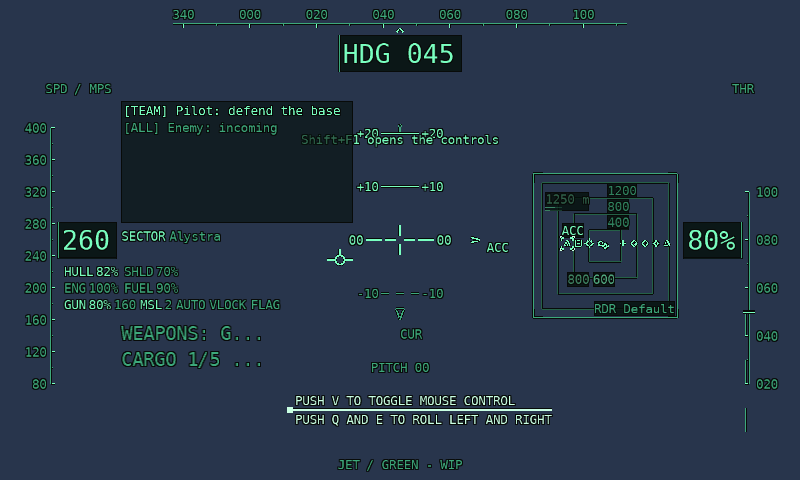 340 000 020 040 060 080 100
HDG 045
SPD / MPS
THR
[TEAM] Pilot: defend the base
[ALL] Enemy: incoming
+20 +20
Shift+F1 opens the controls
400
360
320
280
240
200
160
120
80
260
+10 +10
00 00
-10 -10
ACC
CUR
PITCH 00
SECTOR Alystra
HULL 82% SHLD 70%
ENG 100% FUEL 90%
GUN 80% 160 MSL 2 AUTO VLOCK FLAG
WEAPONS: G...
CARGO 1/5 ...
1250 m
1200
800
400
ACC
800 600
RDR Default
80%
100
080
060
040
020
PUSH V TO TOGGLE MOUSE CONTROL
PUSH Q AND E TO ROLL LEFT AND RIGHT
JET / GREEN - WIP